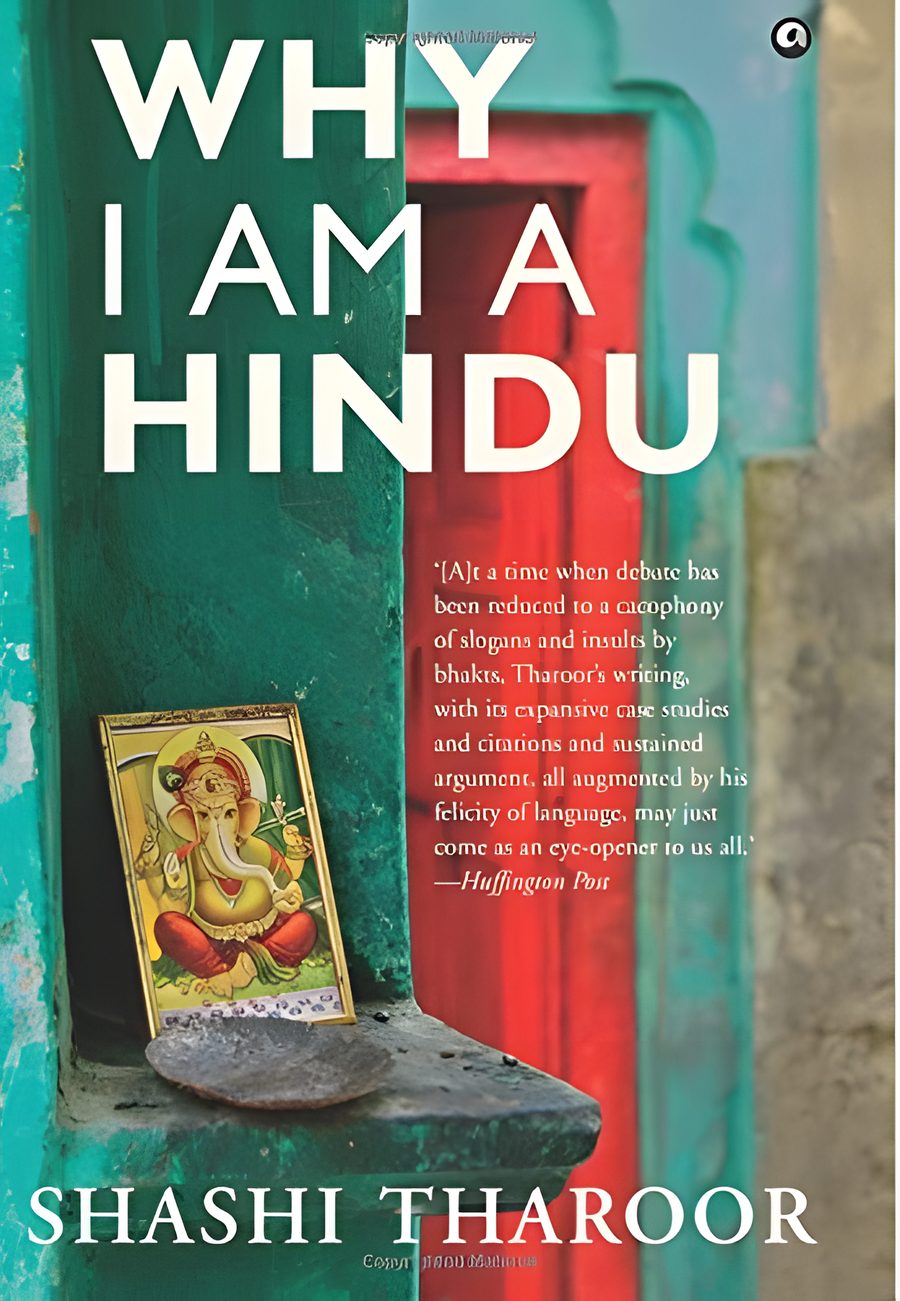 WHY
I AM A
HINDU
‘[A]t a time when debate has
been reduced to a cacophony
of slogans and insults by
bhakts, Tharoor’s writing,
with its expansive case studies
and citations and sustained
argument, all augmented by his
felicity of language, may just
come as an eye-opener to us all.’
—Huffington Post
SHASHI THAROOR